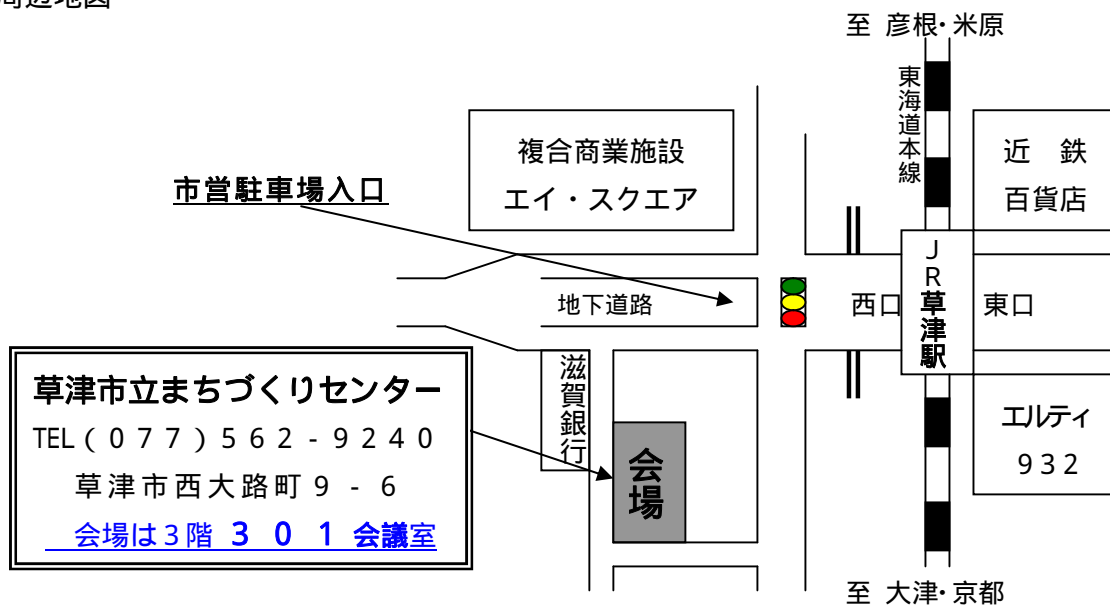 周辺地図
至 彦根・米原
東海道本線
複合商業施設
エイ・スクエア
近 鉄
百貨店
市営駐車場入口
地下道路
西口
JR草津駅
東口
滋賀銀行
草津市立まちづくりセンター
TEL(077)562-9240
草津市西大路町9-6
会場は3階 301会議室
会場
エルティ
932
至 大津・京都